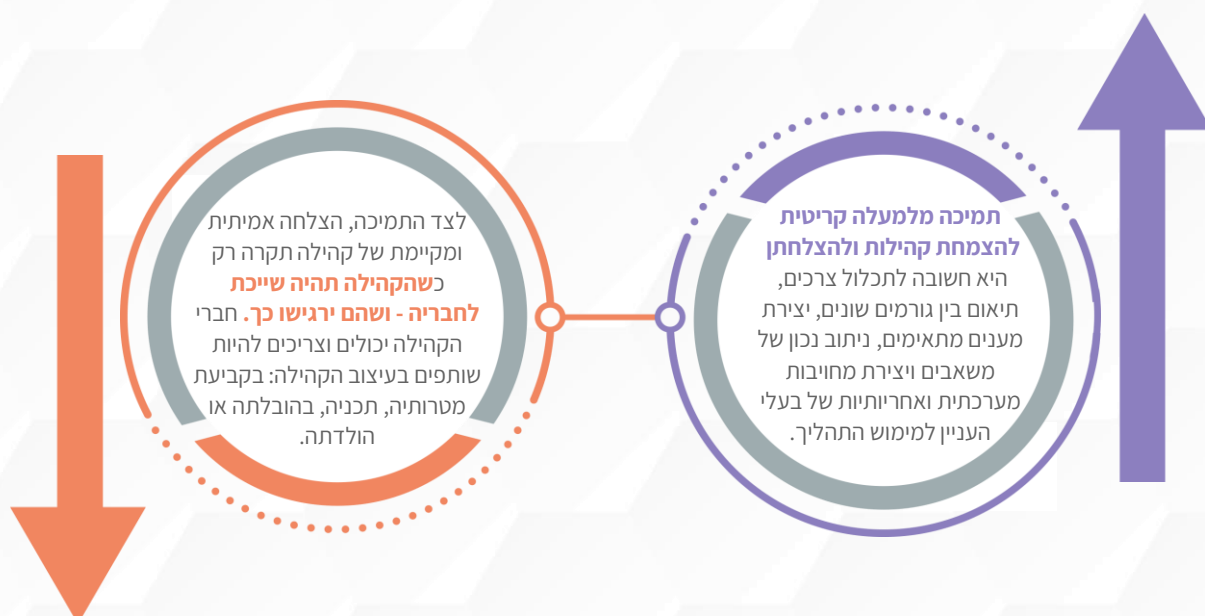 תמיכה מלמעלה קריטית
להצמחת קהילות ולהצלחתן
היא חשובה לתכלול צרכים,
תיאום בין גורמים שונים, יצירת
מענים מתאימים, ניתוב נכון של
משאבים ויצירת מחויבות
מערכתית ואחריותיות של בעלי
העניין למימוש התהליך.
לצד התמיכה, הצלחה אמיתית
ומקיימת של קהילה תקרה רק
כשהקהילה תהיה שייכת
לחבריה - ושהם ירגישו כך. חברי
הקהילה יכולים וצריכים להיות
שותפים בעיצוב הקהילה: בקביעת
מטרותיה, תכניה, בהובלתה או
הולדתה.